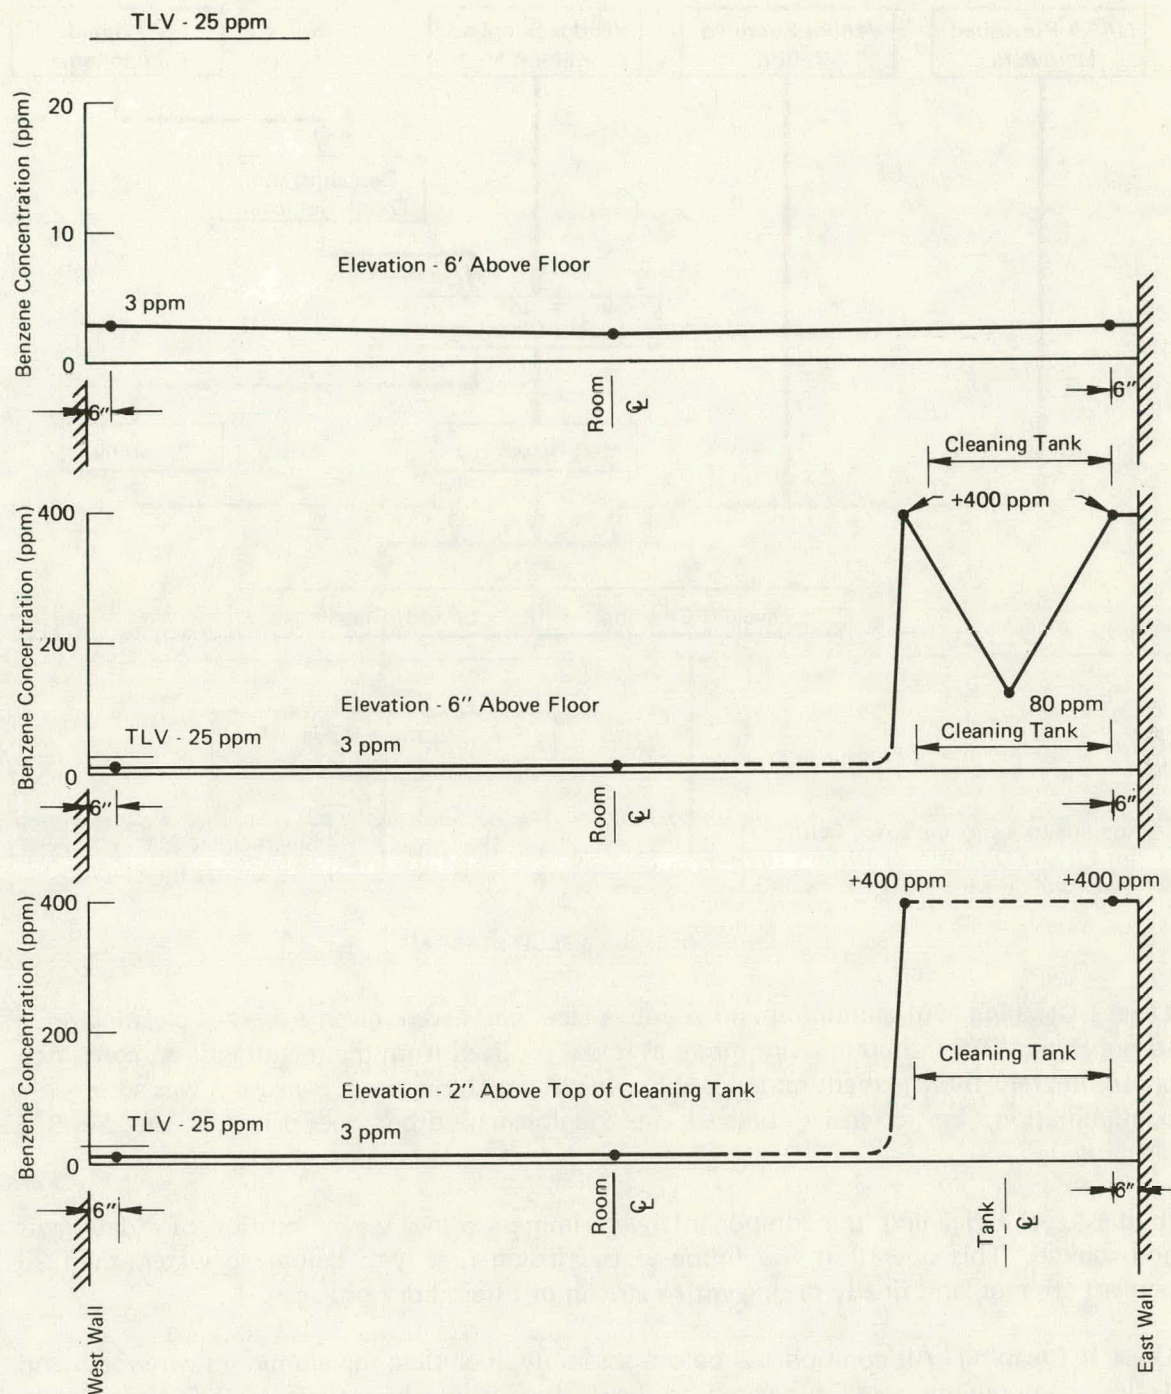 TLV - 25 ppm
Benzene Concentration (ppm)
20
10
0
Elevation - 6' Above Floor
3 ppm
6"
Room
℄
6"
Cleaning Tank
Benzene Concentration (ppm)
400
200
0
+400 ppm
80 ppm
Elevation - 6" Above Floor
TLV - 25 ppm
3 ppm
Cleaning Tank
6"
Room
℄
6"
Benzene Concentration (ppm)
400
200
0
+400 ppm
+400 ppm
Cleaning Tank
Elevation - 2" Above Top of Cleaning Tank
TLV - 25 ppm
3 ppm
6"
Room
℄
Tank
℄
6"
West Wall
East Wall